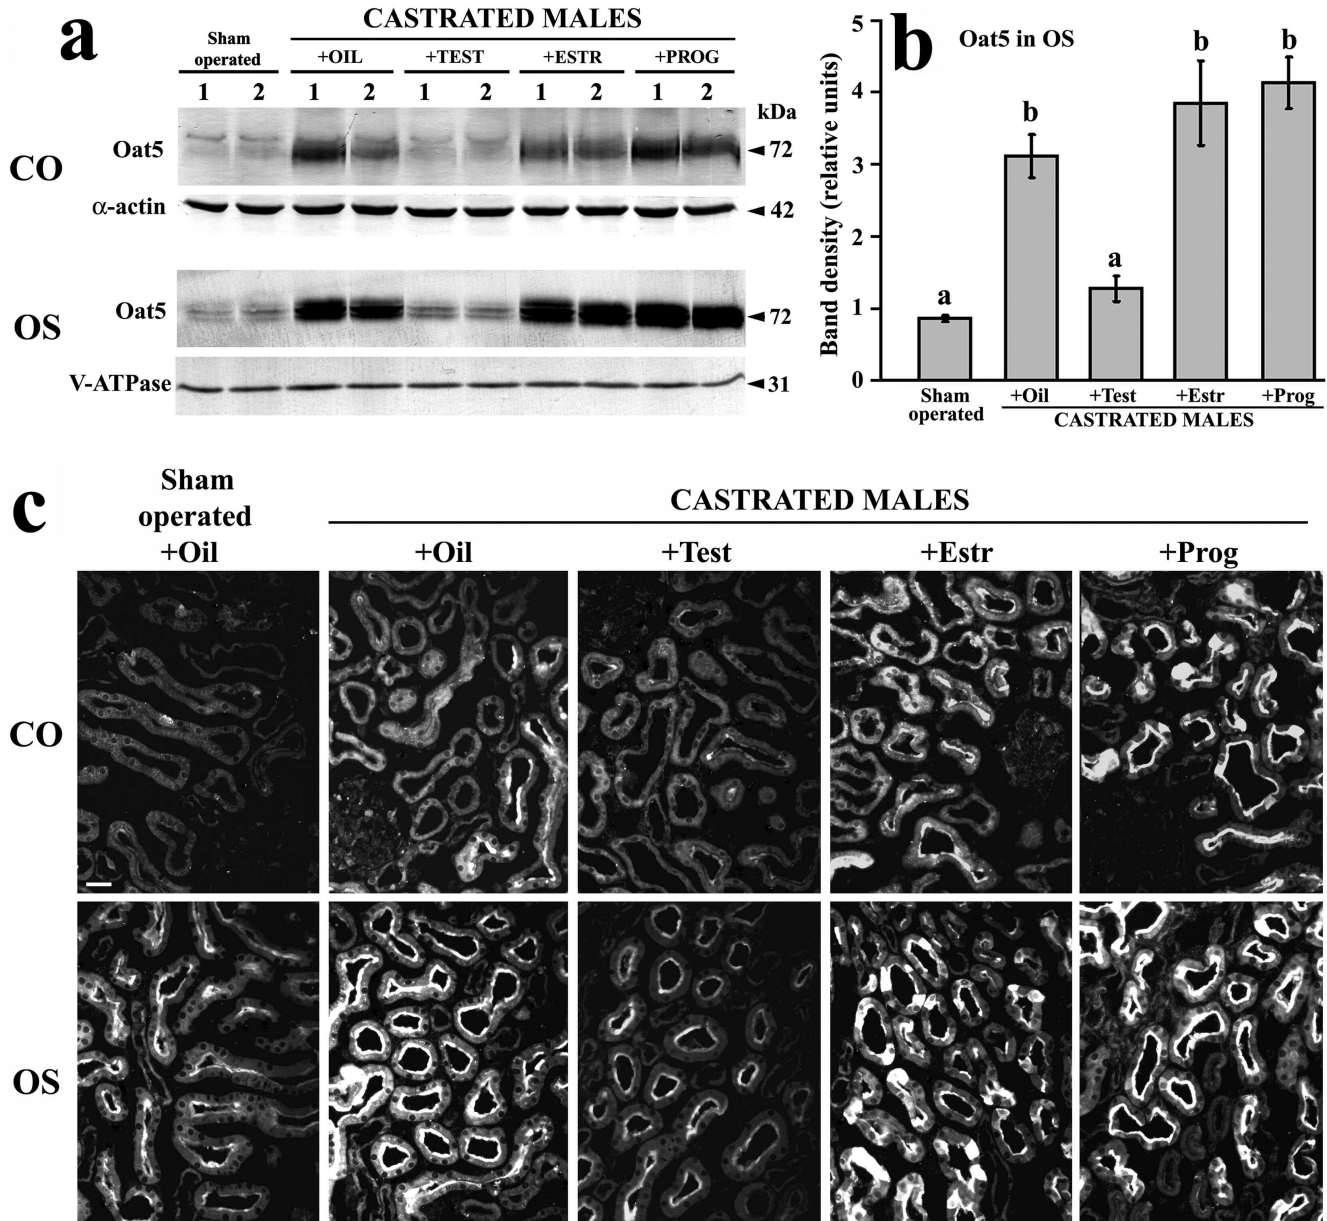 a
CASTRATED MALES
Sham
operated
+OIL +TEST +ESTR +PROG
1 2 1 2 1 2 1 2 1 2
kDa
CO
Oat5
72
α-actin
42
OS
Oat5
72
V-ATPase
31
b
Oat5 in OS
Band density (relative units)
5
4
3
2
1
0
a
b
a
b
b
Sham
operated
+Oil +Test +Estr +Prog
CASTRATED MALES
c
Sham
operated
+Oil
CASTRATED MALES
+Oil +Test +Estr +Prog
CO
OS